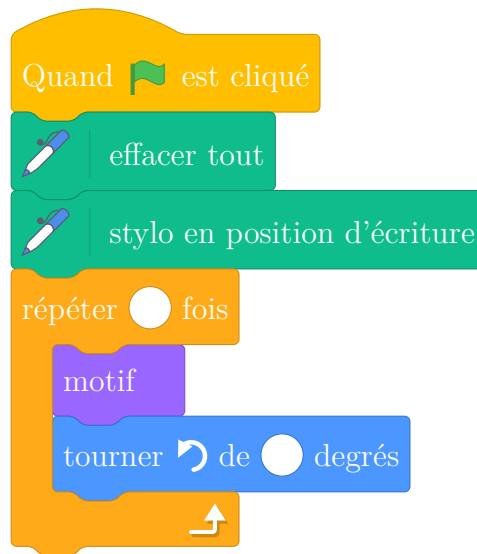 Quand est cliqué
effacer tout
stylo en position d'écriture
répéter fois
motif
tourner de degrés